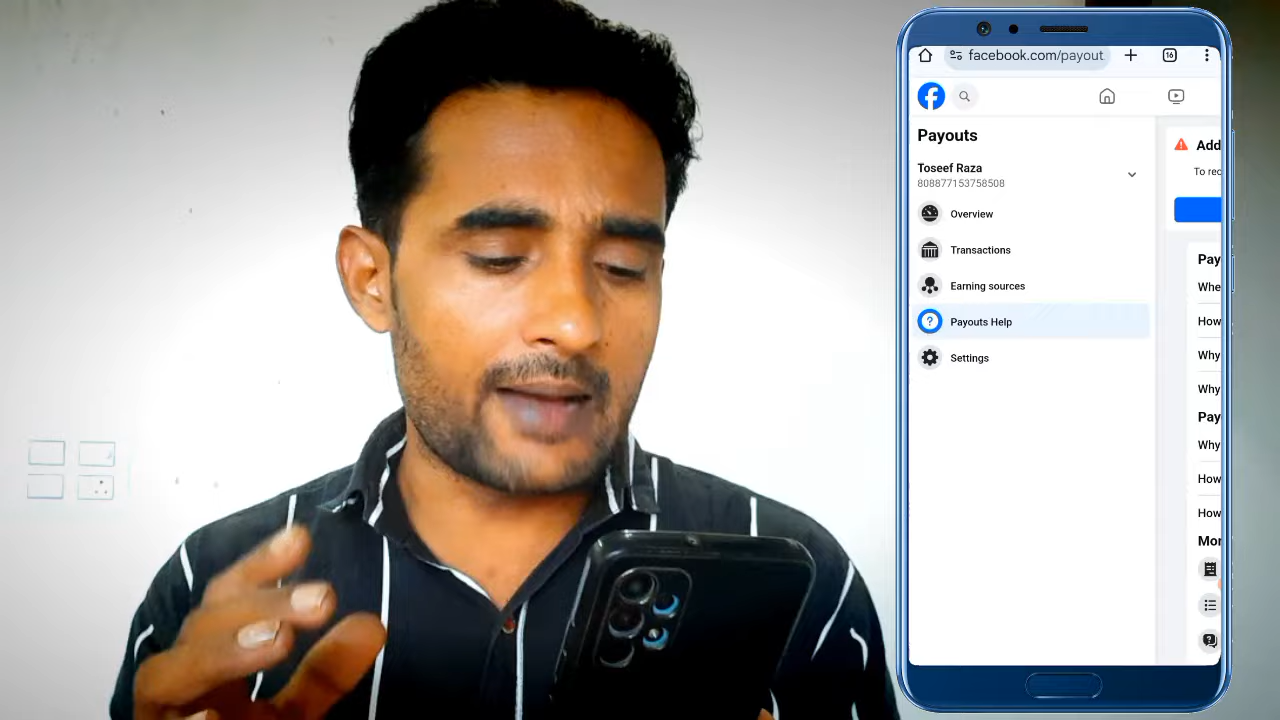 facebook.com/payout
16
Payouts
Toseef Raza
808877153758508
Overview
Transactions
Earning sources
Payouts Help
Settings
Add
To rec
Pay
Whe
How
Why
Why
Pay
Why
How
How
Mor